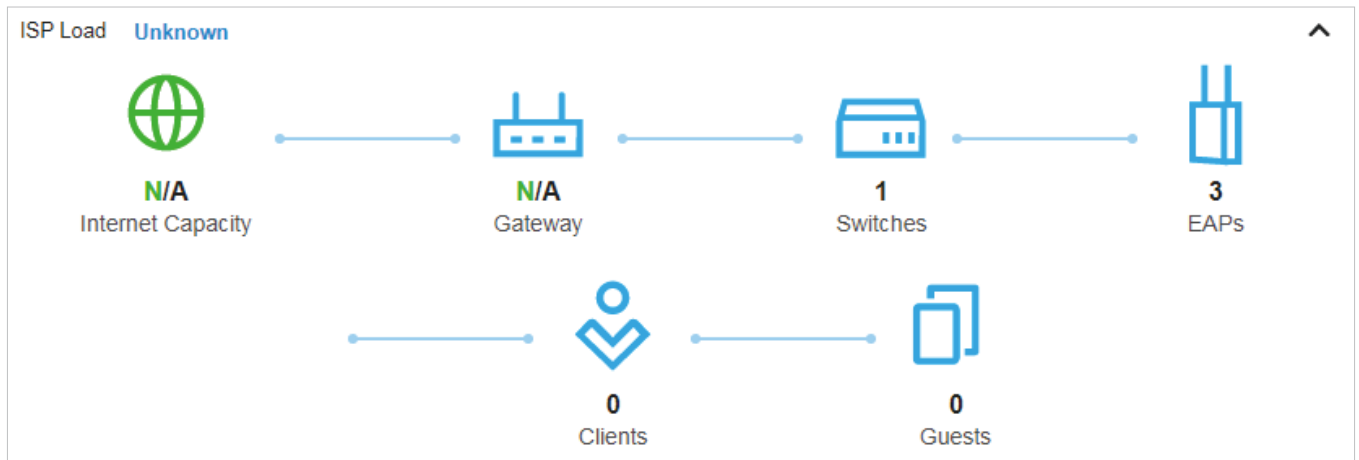 ISP Load Unknown
N/A N/A 1 3
Internet Capacity Gateway Switches EAPs
0 0
Clients Guests